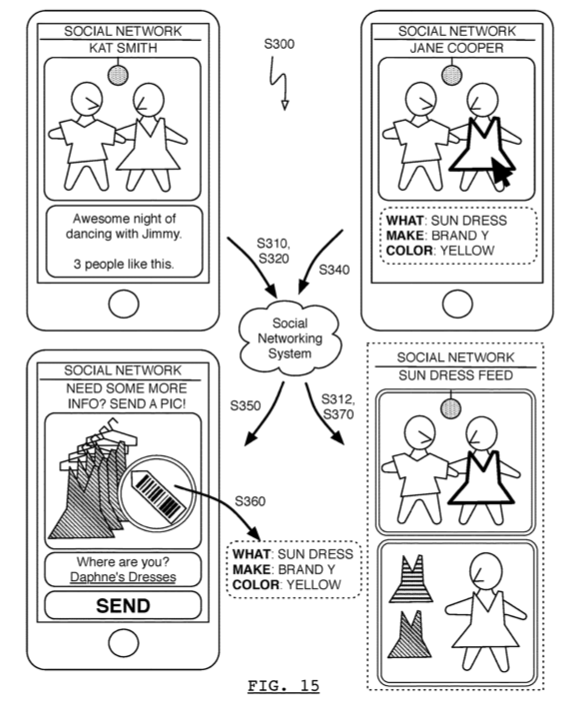 SOCIAL NETWORK
KAT SMITH
Awesome night of
dancing with Jimmy.
3 people like this.
S300
SOCIAL NETWORK
JANE COOPER
WHAT: SUN DRESS
MAKE: BRAND Y
COLOR: YELLOW
S310,
S320
S340
Social
Networking
System
S350
S312,
S370
SOCIAL NETWORK
NEED SOME MORE
INFO? SEND A PIC!
Where are you?
Daphne's Dresses
SEND
S360
WHAT: SUN DRESS
MAKE: BRAND Y
COLOR: YELLOW
SOCIAL NETWORK
SUN DRESS FEED
FIG. 15